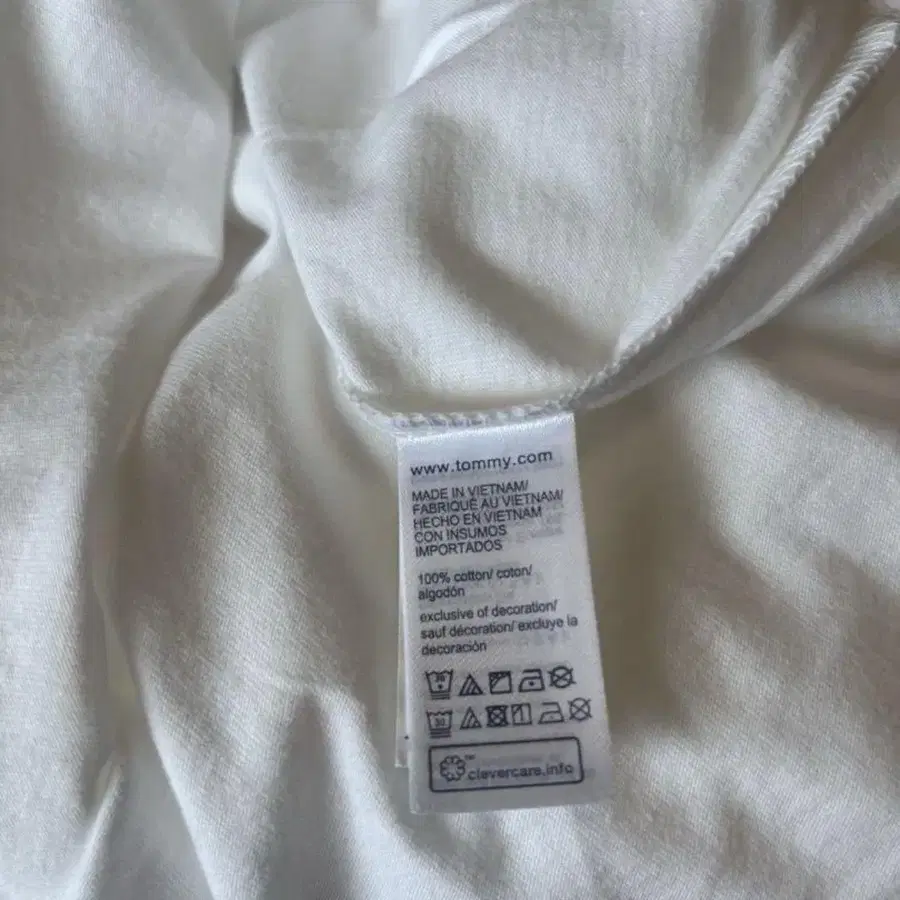 www.tommy.com
MADE IN VIETNAM/
FABRIQUÉ AU VIETNAM/
HECHO EN VIETNAM
CON INSUMOS
IMPORTADOS
100% cotton/ coton/
algodón
exclusive of decoration/
sauf décoration/ excluye la
decoración
30
clevercare.info